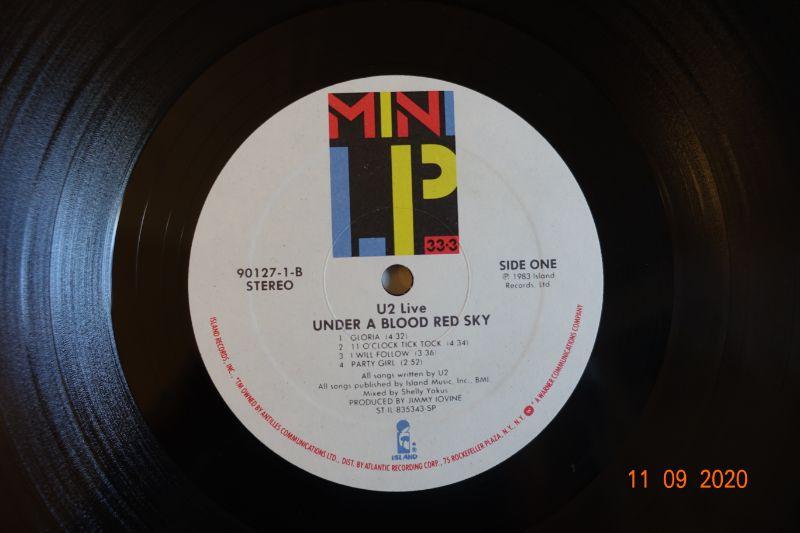 MINI
LP
33·3
90127-1-B
STEREO
SIDE ONE
℗ 1983 Island
Records, Ltd
U2 Live
UNDER A BLOOD RED SKY
1 GLORIA (4:32)
2 11 O'CLOCK TICK TOCK (4:34)
3 I WILL FOLLOW (3:36)
4 PARTY GIRL (2:52)
All songs written by U2
All songs published by Island Music, Inc., BMI
Mixed by Shelly Yakus
PRODUCED BY JIMMY IOVINE
ST-IL-835343-SP
ISLAND
ISLAND RECORDS, INC. · *TM OWNED BY ANTILLES COMMUNICATIONS LTD., DIST. BY ATLANTIC RECORDING CORP., 75 ROCKEFELLER PLAZA, N.Y., N.Y. · A WARNER COMMUNICATIONS COMPANY
11 09 2020